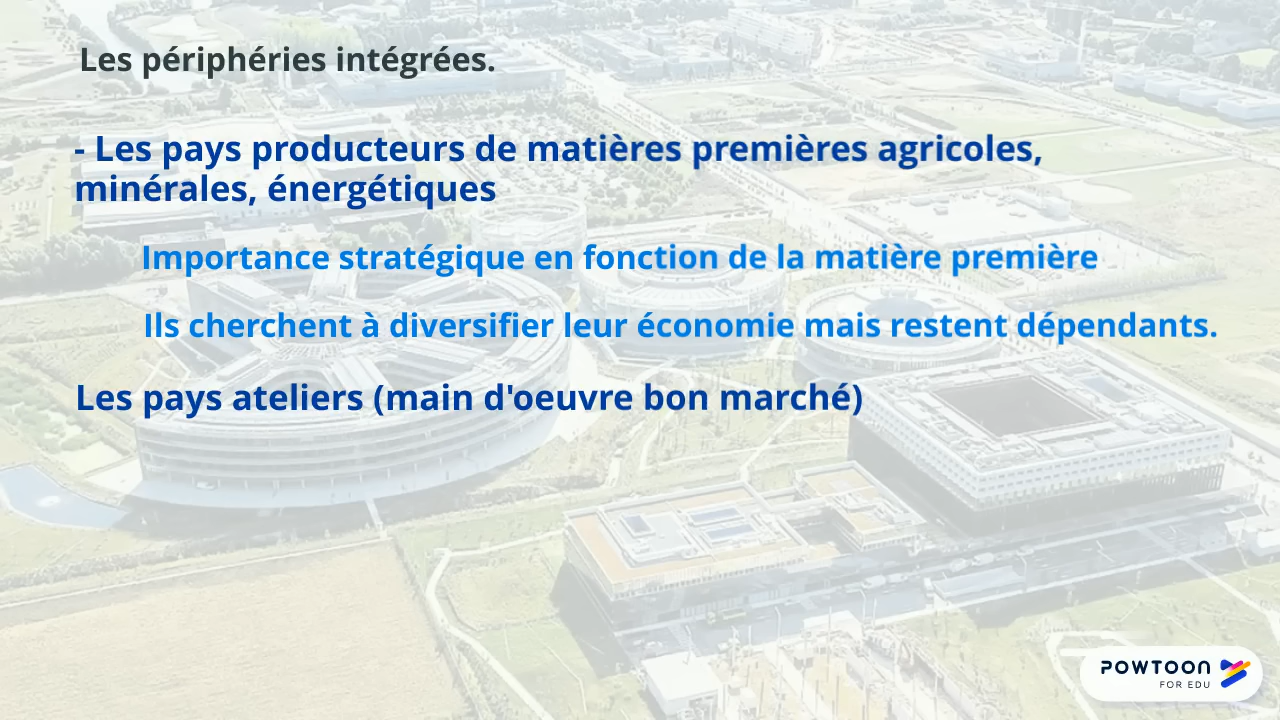 Les périphéries intégrées.
- Les pays producteurs de matières premières agricoles,
minérales, énergétiques
Importance stratégique en fonction de la matière première
Ils cherchent à diversifier leur économie mais restent dépendants.
Les pays ateliers (main d'oeuvre bon marché)
POWTOON
FOR EDU